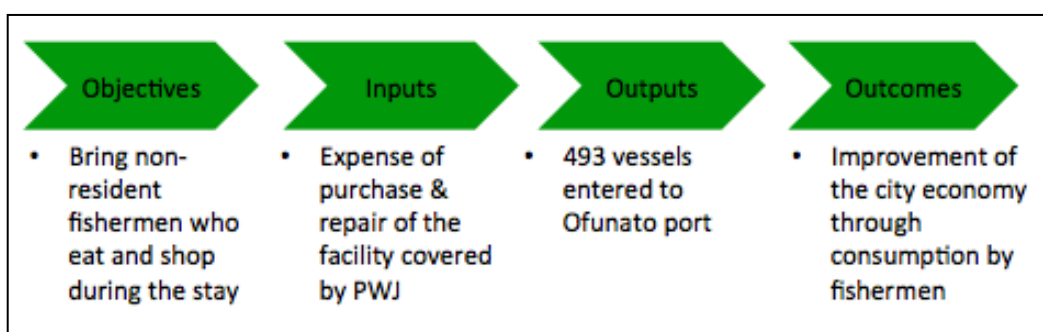 Objectives
• Bring non-
resident
fishermen who
eat and shop
during the stay
Inputs
• Expense of
purchase &
repair of the
facility covered
by PWJ
Outputs
• 493 vessels
entered to
Ofunato port
Outcomes
• Improvement of
the city economy
through
consumption by
fishermen